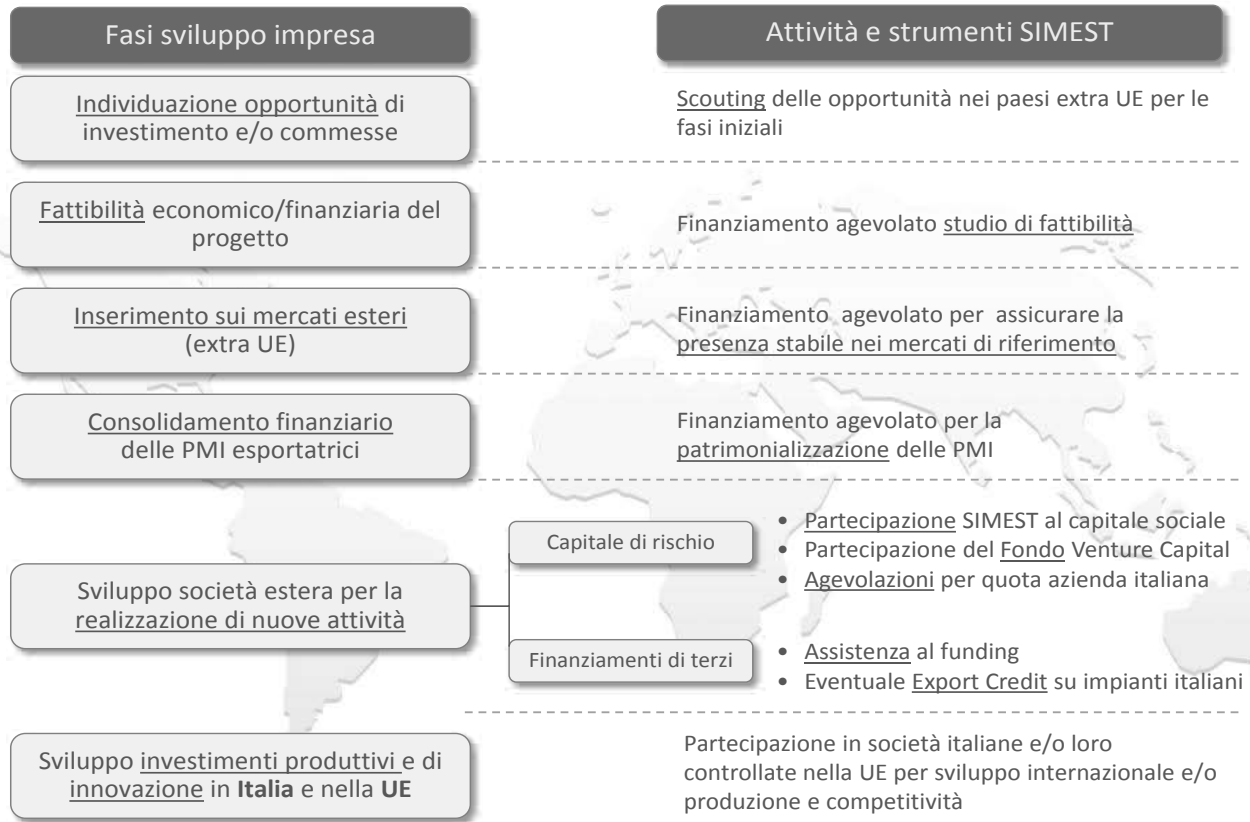 Fasi sviluppo impresa
Attività e strumenti SIMEST
Individuazione opportunità di
investimento e/o commesse
Scouting delle opportunità nei paesi extra UE per le
fasi iniziali
Fattibilità economico/finanziaria del
progetto
Finanziamento agevolato studio di fattibilità
Inserimento sui mercati esteri
(extra UE)
Finanziamento agevolato per assicurare la
presenza stabile nei mercati di riferimento
Consolidamento finanziario
delle PMI esportatrici
Finanziamento agevolato per la
patrimonializzazione delle PMI
Sviluppo società estera per la
realizzazione di nuove attività
Capitale di rischio
• Partecipazione SIMEST al capitale sociale
• Partecipazione del Fondo Venture Capital
• Agevolazioni per quota azienda italiana
Finanziamenti di terzi
• Assistenza al funding
• Eventuale Export Credit su impianti italiani
Sviluppo investimenti produttivi e di
innovazione in Italia e nella UE
Partecipazione in società italiane e/o loro
controllate nella UE per sviluppo internazionale e/o
produzione e competitività